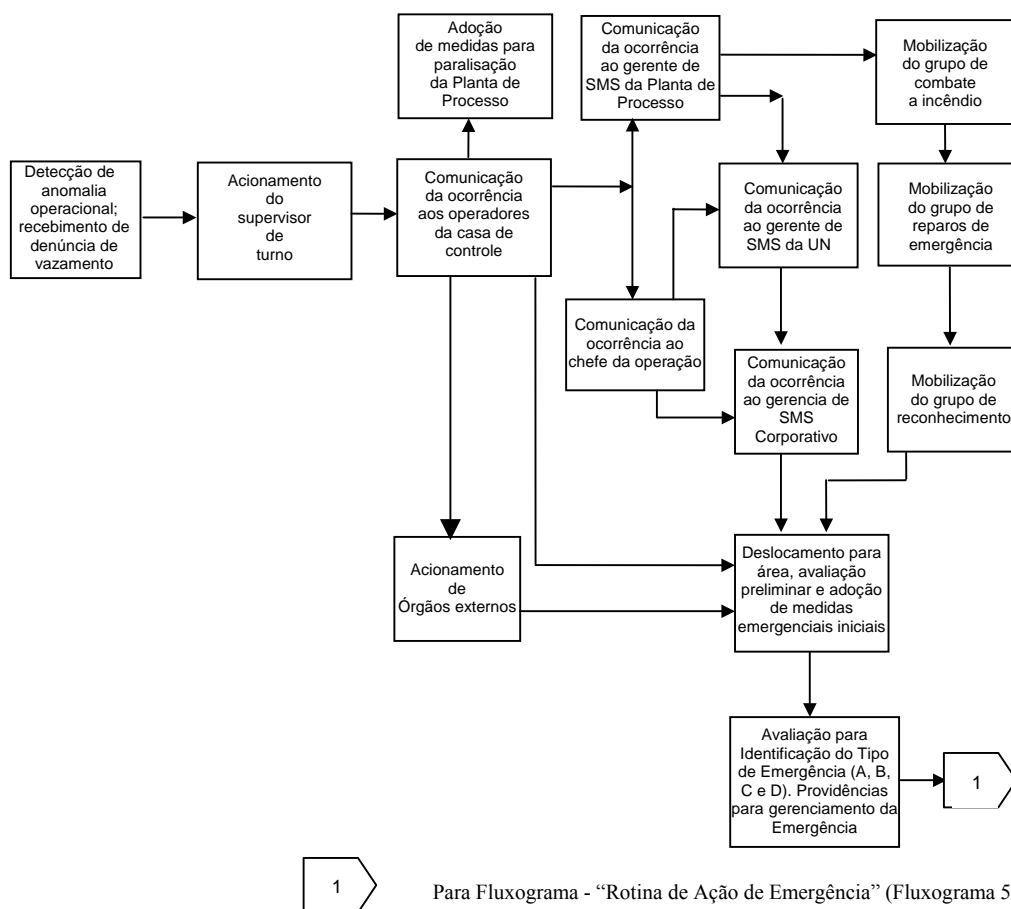 Adoção
de medidas para
paralisação
da Planta de
Processo
Comunicação
da ocorrência
ao gerente de
SMS da Planta de
Processo
Mobilização
do grupo de
combate
a incêndio
Detecção de
anomalia
operacional;
recebimento de
denúncia de
vazamento
Acionamento
do
supervisor
de
turno
Comunicação
da ocorrência
aos operadores
da casa de
controle
Comunicação
da ocorrência
ao gerente de
SMS da UN
Mobilização
do grupo de
reparos de
emergência
Comunicação da
ocorrência ao
chefe da operação
Comunicação
da ocorrência
ao gerencia de
SMS
Corporativo
Mobilização
do grupo de
reconhecimento
Acionamento
de
Órgãos externos
Deslocamento para
área, avaliação
preliminar e adoção
de medidas
emergenciais iniciais
Avaliação para
Identificação do Tipo
de Emergência (A, B,
C e D). Providências
para gerenciamento da
Emergência
1
1
Para Fluxograma - “Rotina de Ação de Emergência” (Fluxograma 5